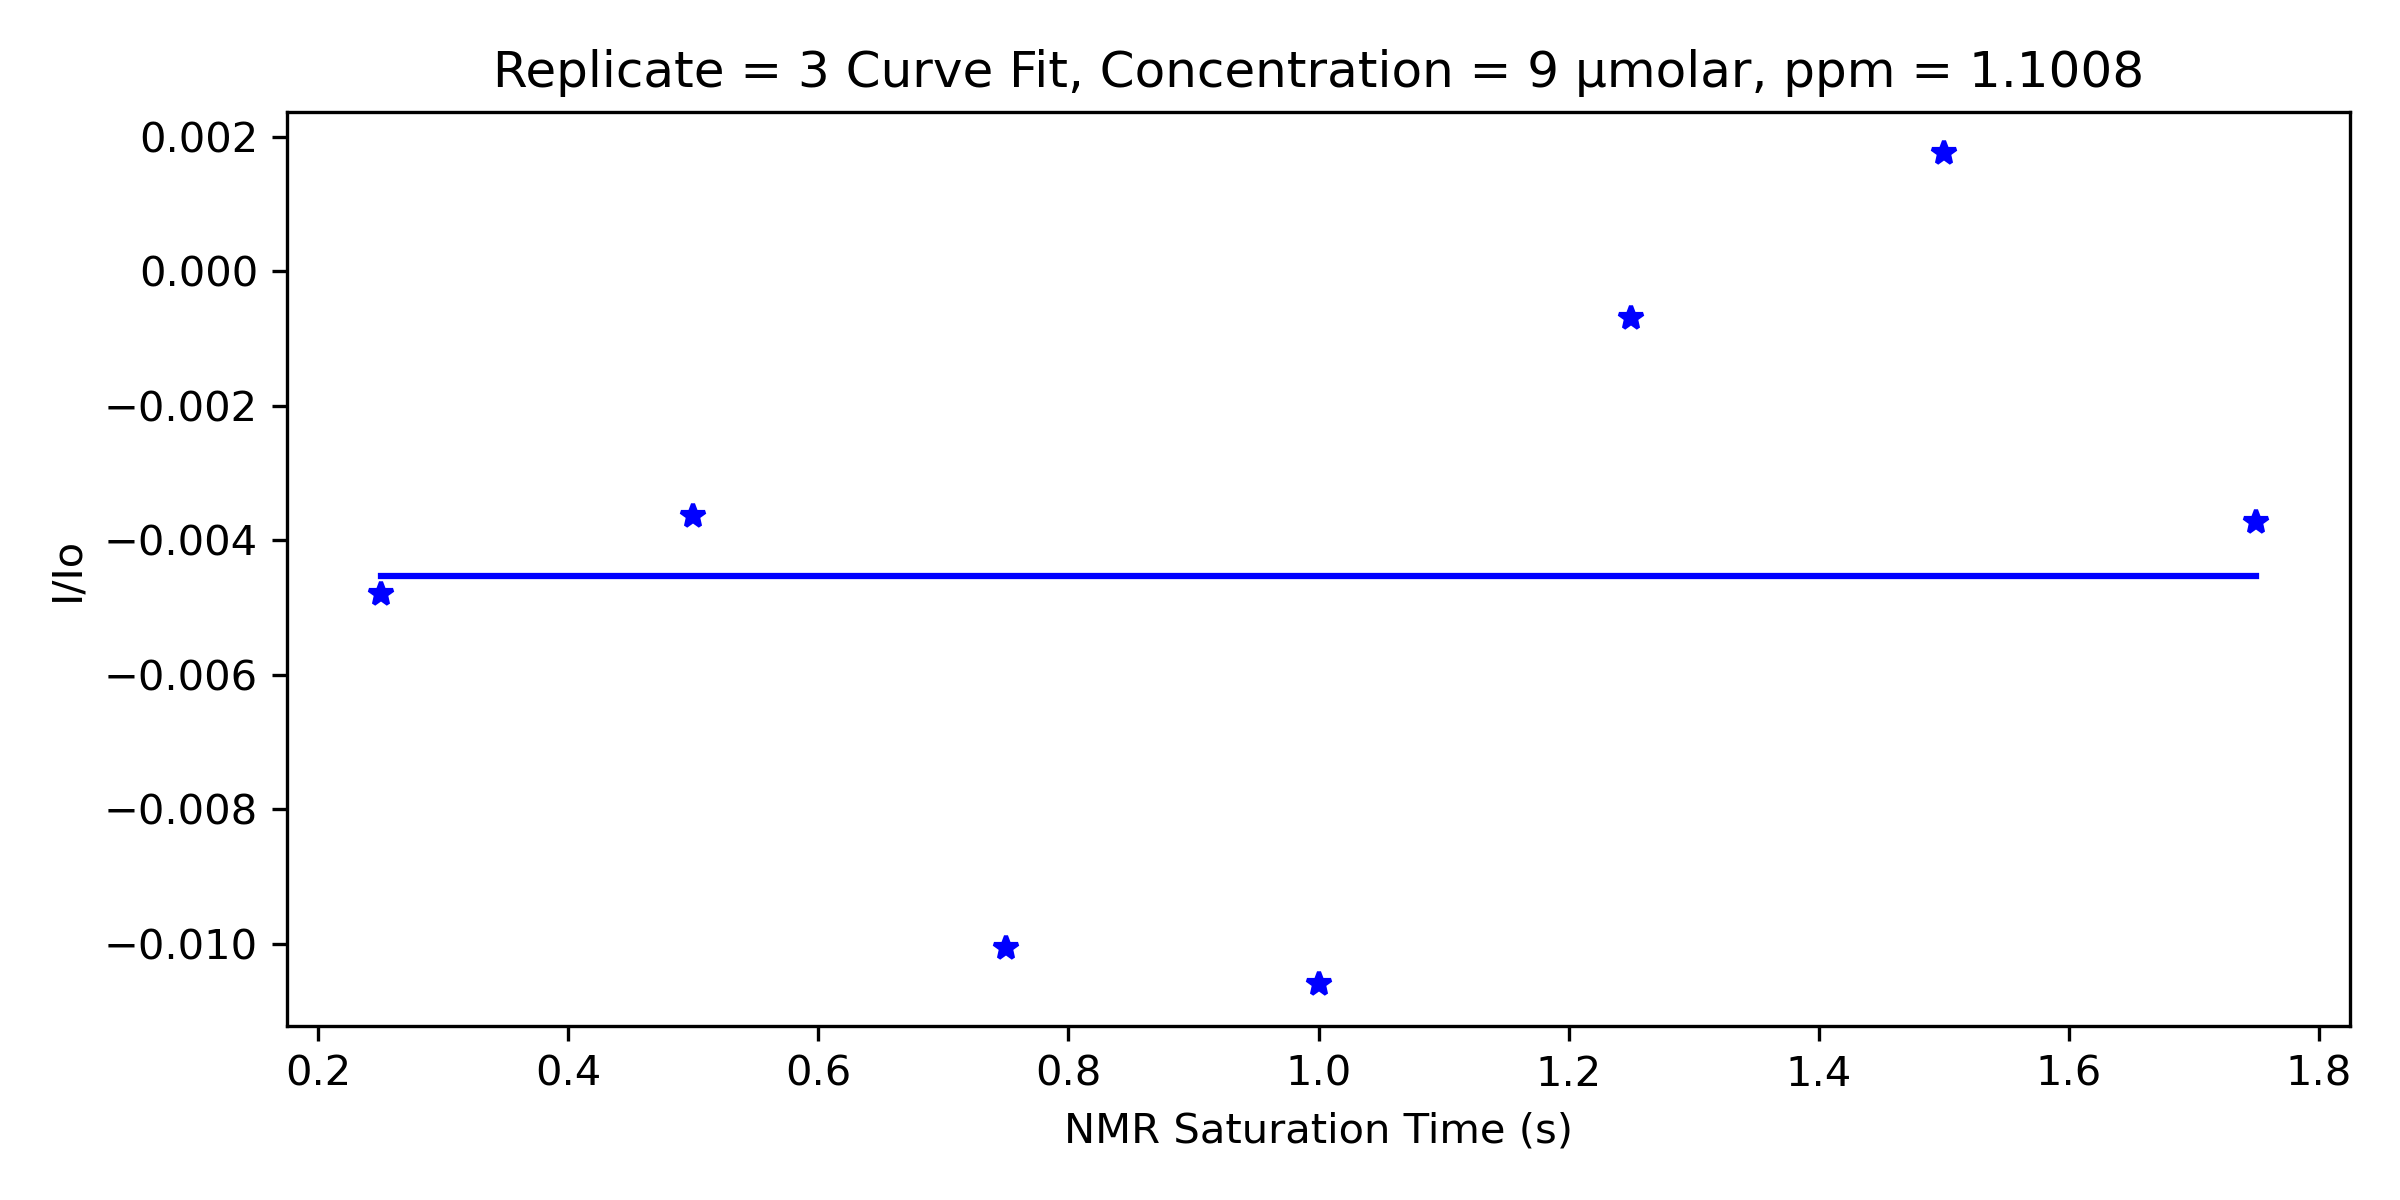 Replicate = 3 Curve Fit, Concentration = 9 µmolar, ppm = 1.1008
0.002
0.000
−0.002
−0.004
−0.006
−0.008
−0.010
I/Io
0.2 0.4 0.6 0.8 1.0 1.2 1.4 1.6 1.8
NMR Saturation Time (s)